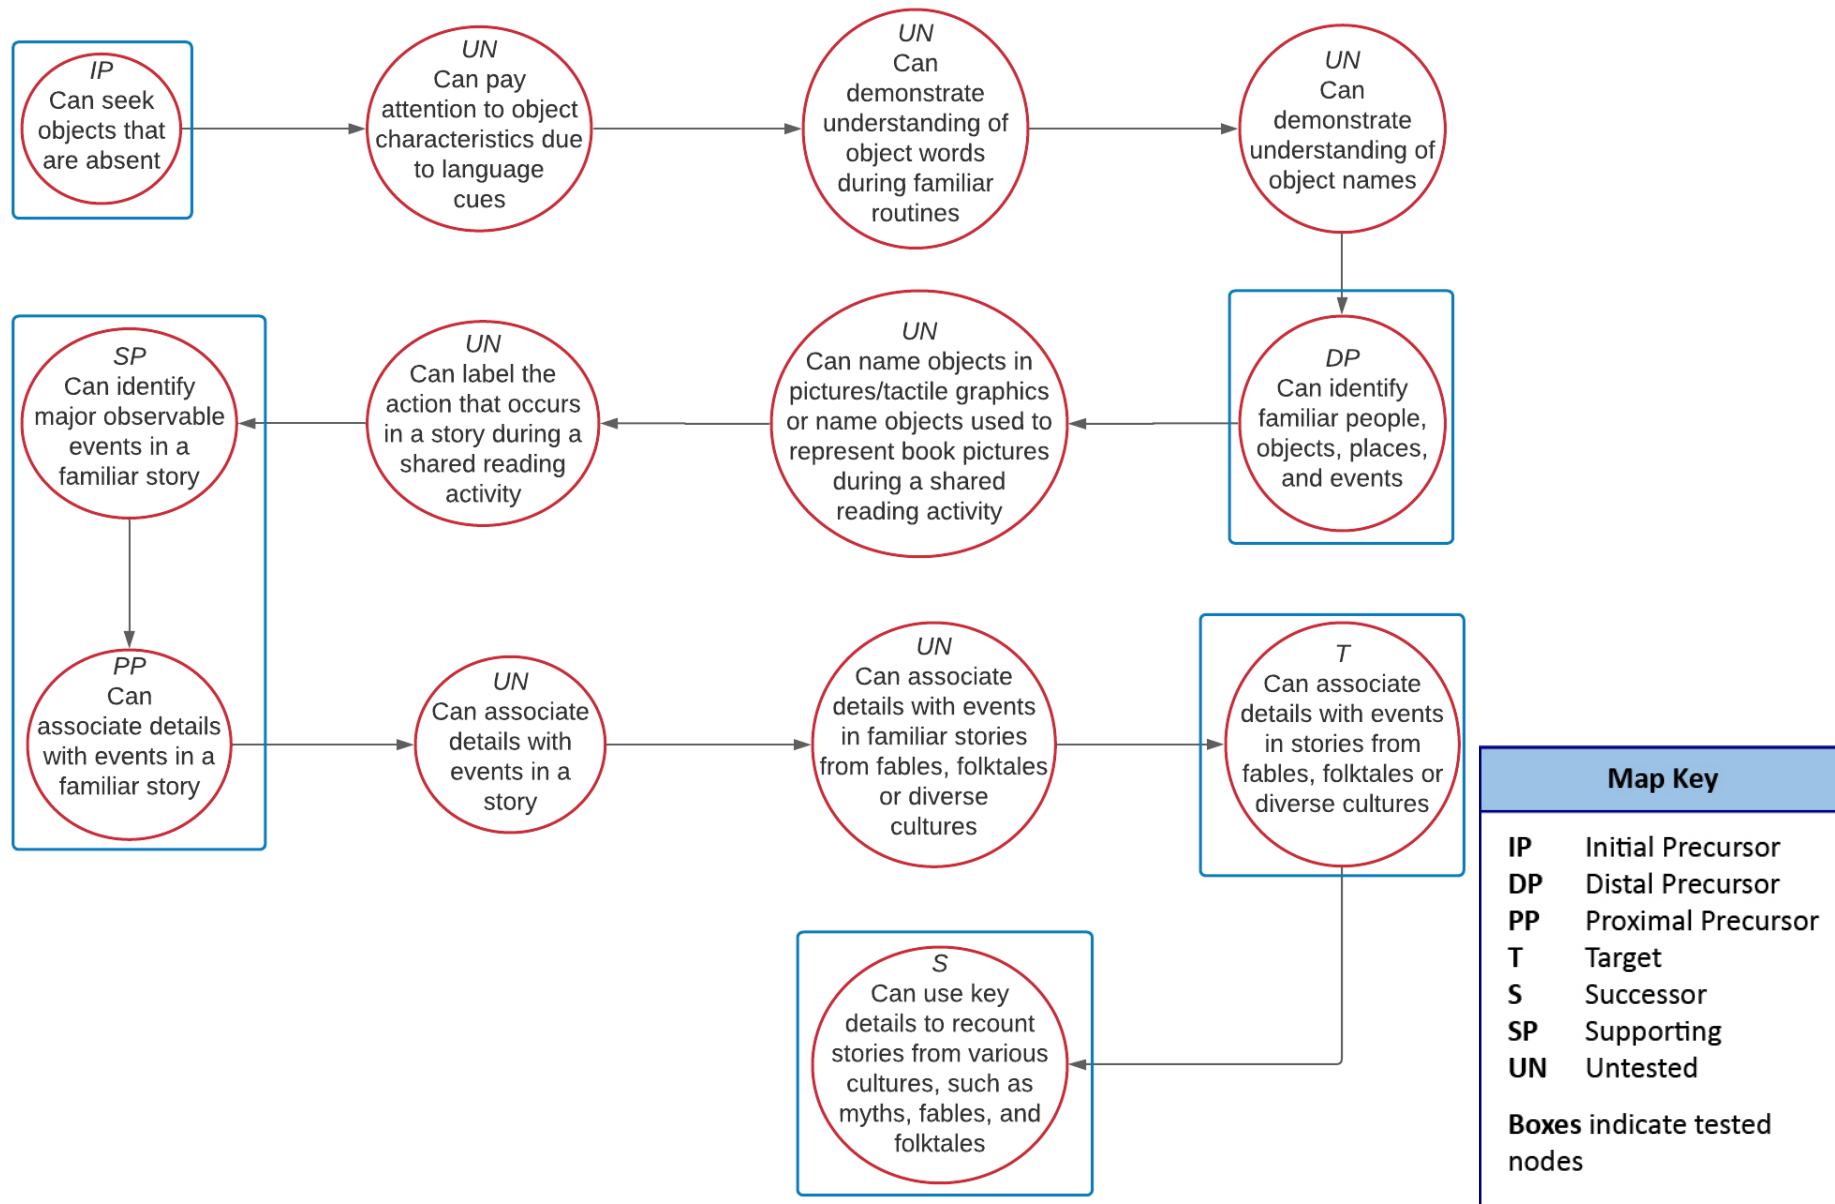 IP
Can seek
objects that
are absent
UN
Can pay
attention to object
characteristics due
to language
cues
UN
Can
demonstrate
understanding of
object words
during familiar
routines
UN
Can
demonstrate
understanding of
object names
DP
Can identify
familiar people,
objects, places,
and events
UN
Can name objects in
pictures/tactile graphics
or name objects used to
represent book pictures
during a shared
reading activity
UN
Can label the
action that occurs
in a story during a
shared reading
activity
SP
Can identify
major observable
events in a
familiar story
PP
Can
associate details
with events in a
familiar story
UN
Can associate
details with
events in a
story
UN
Can associate
details with events
in familiar stories
from fables, folktales
or diverse
cultures
T
Can associate
details with events
in stories from
fables, folktales or
diverse cultures
S
Can use key
details to recount
stories from various
cultures, such as
myths, fables, and
folktales
Map Key
IP Initial Precursor
DP Distal Precursor
PP Proximal Precursor
T Target
S Successor
SP Supporting
UN Untested
Boxes indicate tested
nodes